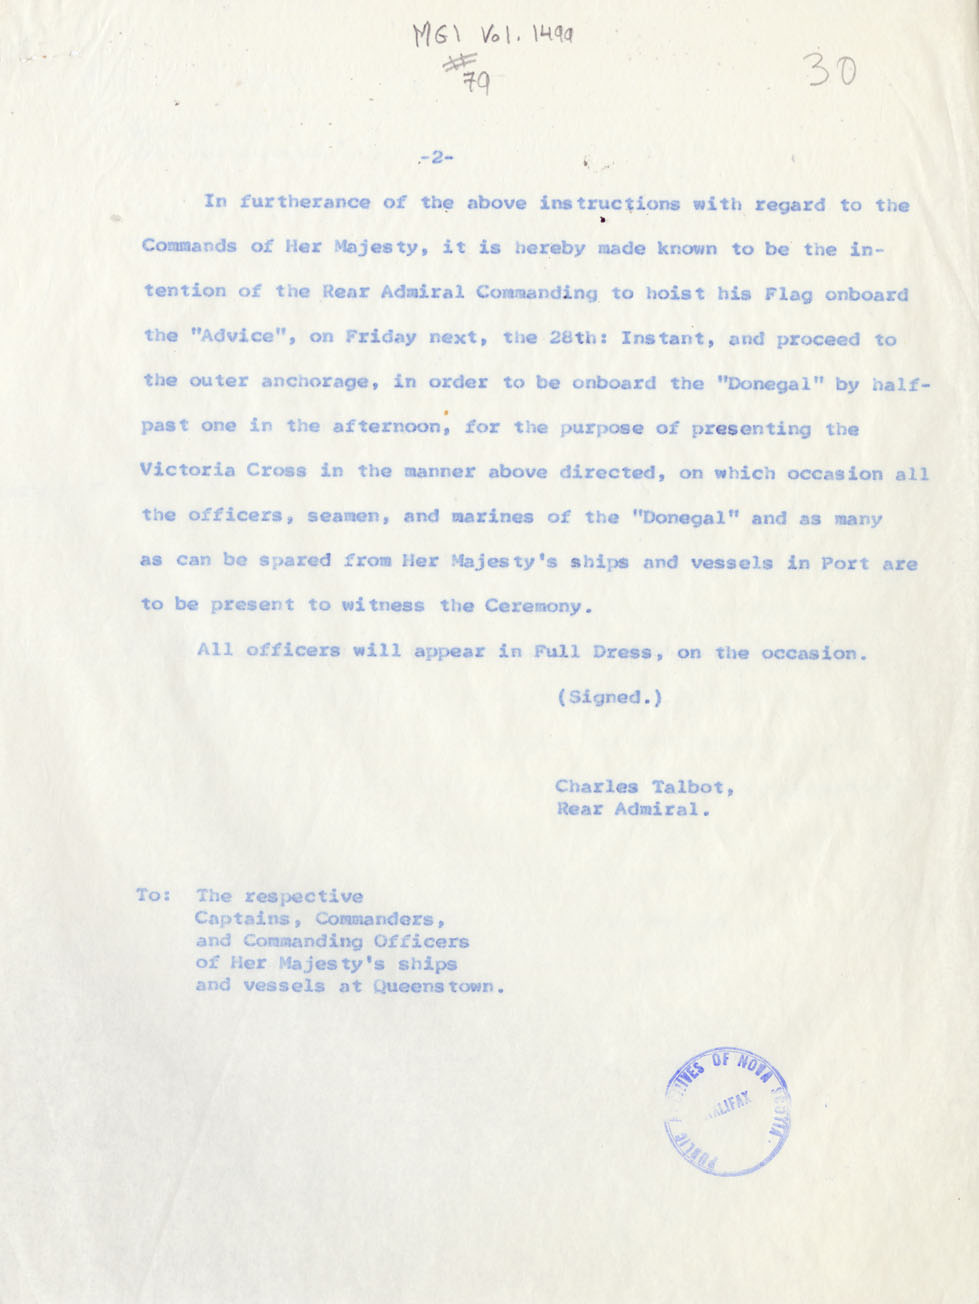 MG1 Vol. 1499
#
79
30
-2-
In furtherance of the above instructions with regard to the
Commands of Her Majesty, it is hereby made known to be the in-
tention of the Rear Admiral Commanding to hoist his Flag onboard
the "Advice", on Friday next, the 28th: Instant, and proceed to
the outer anchorage, in order to be onboard the "Donegal" by half-
past one in the afternoon, for the purpose of presenting the
Victoria Cross in the manner above directed, on which occasion all
the officers, seamen, and marines of the "Donegal" and as many
as can be spared from Her Majesty's ships and vessels in Port are
to be present to witness the Ceremony.
All officers will appear in Full Dress, on the occasion.
(Signed.)
Charles Talbot,
Rear Admiral.
To: The respective
Captains, Commanders,
and Commanding Officers
of Her Majesty's ships
and vessels at Queenstown.
PUBLIC ARCHIVES OF NOVA SCOTIA.
HALIFAX